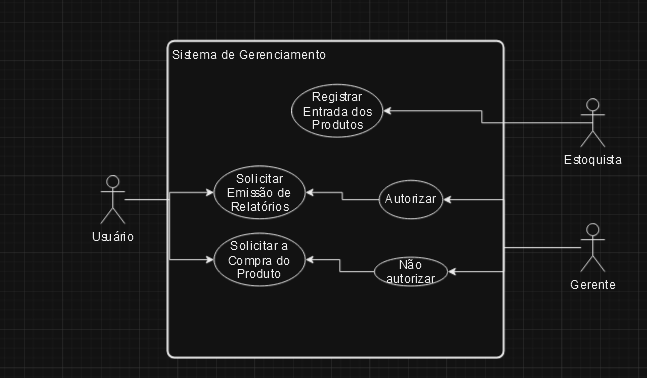 Sistema de Gerenciamento
Registrar
Entrada dos
Produtos
Estoquista
Solicitar
Emissão de
Relatórios
Autorizar
Usuário
Solicitar a
Compra do
Produto
Não
autorizar
Gerente